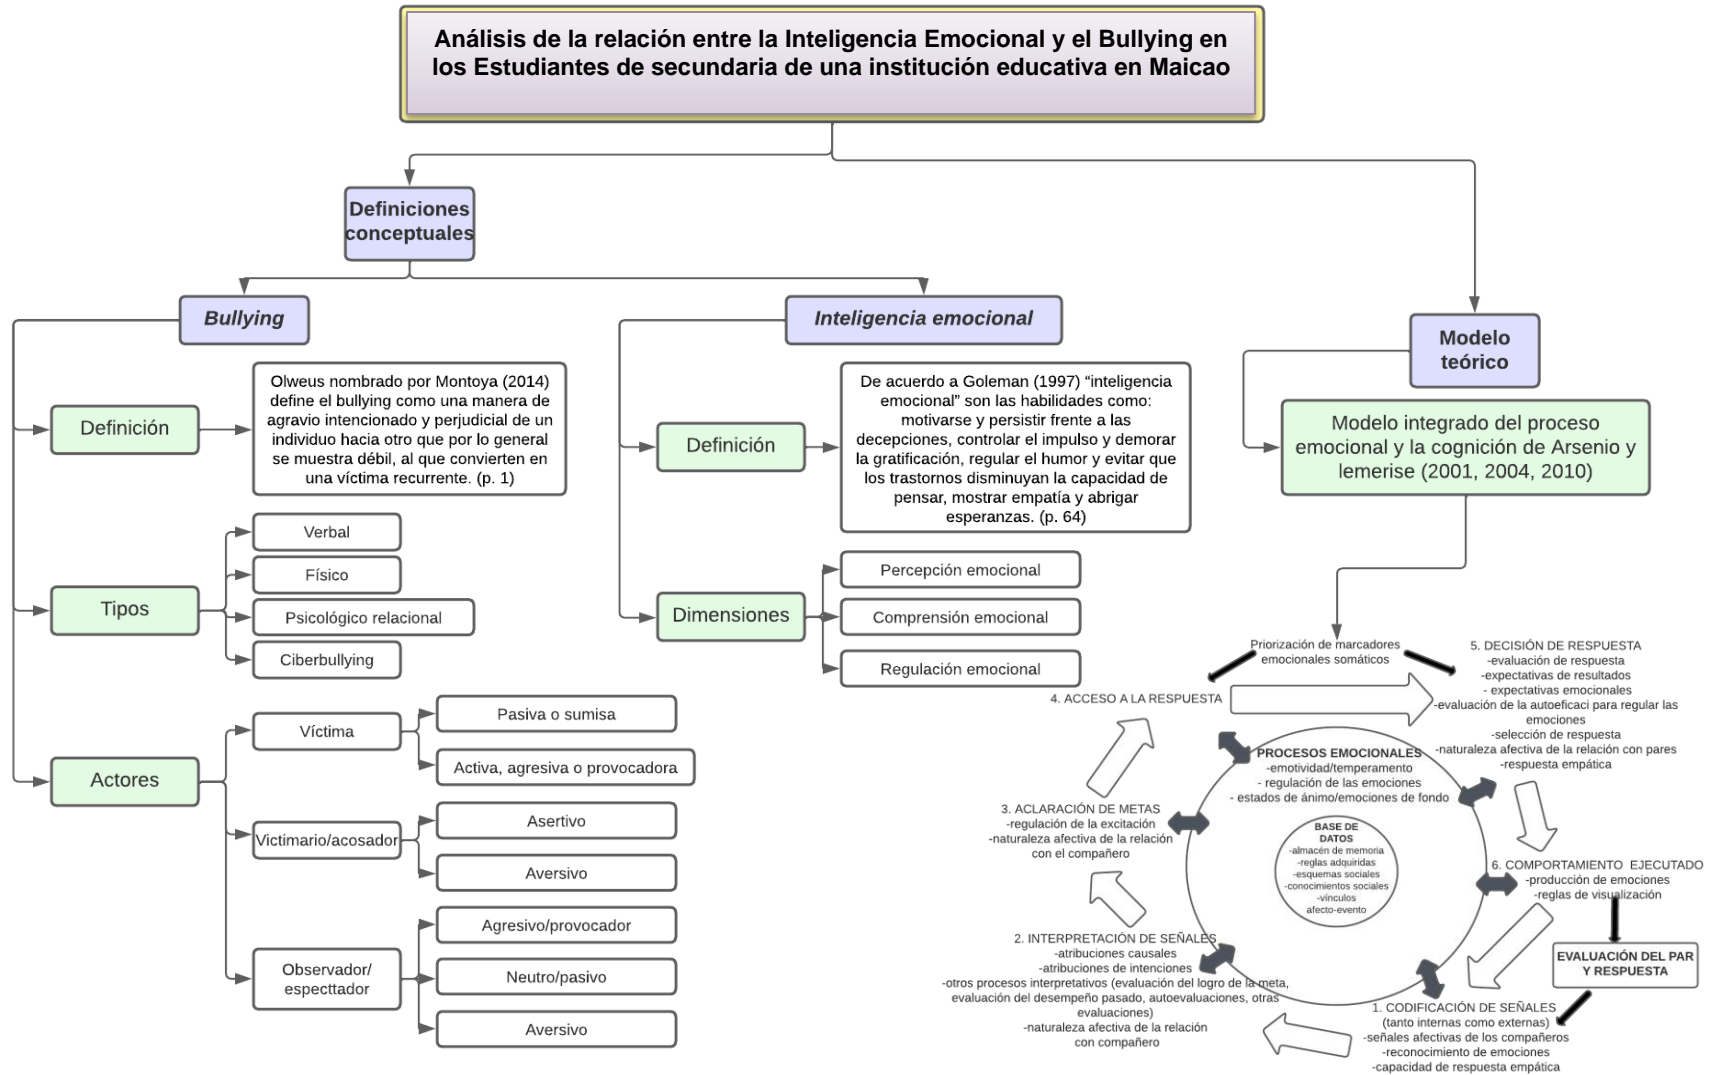 Análisis de la relación entre la Inteligencia Emocional y el Bullying en
los Estudiantes de secundaria de una institución educativa en Maicao
Definiciones
conceptuales
Bullying
Definición
Olweus nombrado por Montoya (2014)
define el bullying como una manera de
agravio intencionado y perjudicial de un
individuo hacia otro que por lo general
se muestra débil, al que convierten en
una víctima recurrente. (p. 1)
Tipos
Verbal
Físico
Psicológico relacional
Ciberbullying
Actores
Víctima
Pasiva o sumisa
Activa, agresiva o provocadora
Victimario/acosador
Asertivo
Aversivo
Observador/
especttador
Agresivo/provocador
Neutro/pasivo
Aversivo
Inteligencia emocional
Definición
De acuerdo a Goleman (1997) “inteligencia
emocional” son las habilidades como:
motivarse y persistir frente a las
decepciones, controlar el impulso y demorar
la gratificación, regular el humor y evitar que
los trastornos disminuyan la capacidad de
pensar, mostrar empatía y abrigar
esperanzas. (p. 64)
Dimensiones
Percepción emocional
Comprensión emocional
Regulación emocional
Modelo
teórico
Modelo integrado del proceso
emocional y la cognición de Arsenio y
lemerise (2001, 2004, 2010)
Priorización de marcadores
emocionales somáticos
4. ACCESO A LA RESPUESTA
5. DECISIÓN DE RESPUESTA
-evaluación de respuesta
-expectativas de resultados
- expectativas emocionales
-evaluación de la autoeficaci para regular las
emociones
-selección de respuesta
-naturaleza afectiva de la relación con pares
-respuesta empática
PROCESOS EMOCIONALES
-emotividad/temperamento
- regulación de las emociones
- estados de ánimo/emociones de fondo
BASE DE
DATOS
-almacén de memoria
-reglas adquiridas
-esquemas sociales
-conocimientos sociales
-vínculos
afecto-evento
3. ACLARACIÓN DE METAS
-regulación de la excitación
-naturaleza afectiva de la relación
con el compañero
6. COMPORTAMIENTO EJECUTADO
-producción de emociones
-reglas de visualización
2. INTERPRETACIÓN DE SEÑALES
-atribuciones causales
-atribuciones de intenciones
-otros procesos interpretativos (evaluación del logro de la meta,
evaluación del desempeño pasado, autoevaluaciones, otras
evaluaciones)
-naturaleza afectiva de la relación
con compañero
EVALUACIÓN DEL PAR
Y RESPUESTA
1. CODIFICACIÓN DE SEÑALES
(tanto internas como externas)
-señales afectivas de los compañeros
-reconocimiento de emociones
-capacidad de respuesta empática